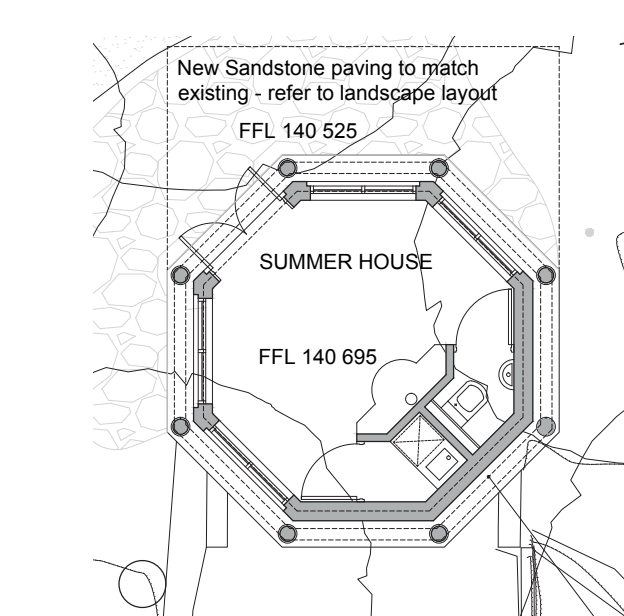 New Sandstone paving to match
existing - refer to landscape layout
FFL 140 525
SUMMER HOUSE
FFL 140 695